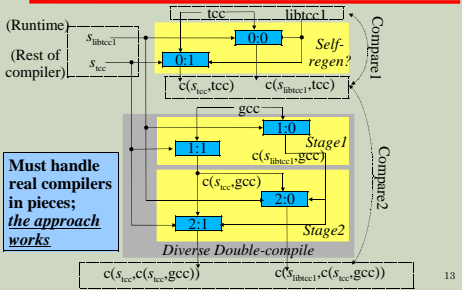 (Runtime)
s_libtcc1
tcc
libtcc1
0:0
(Rest of
compiler)
s_tcc
0:1
Self-
regen?
Compare1
c(s_tcc,tcc)
c(s_libtcc1,tcc)
gcc
1:0
1:1
Stage1
c(s_libtcc1,gcc)
Must handle
real compilers
in pieces;
the approach
works
c(s_tcc,gcc)
2:0
2:1
Stage2
Compare2
Diverse Double-compile
c(s_tcc,c(s_tcc,gcc))
c(s_libtcc1,c(s_tcc,gcc))
13